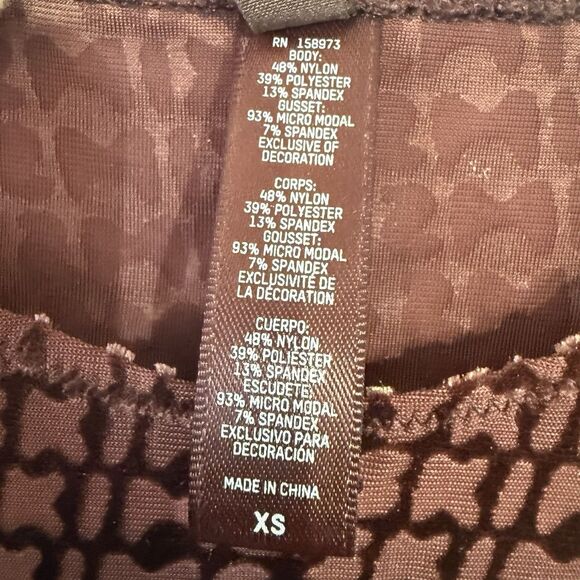 RN 158973
BODY:
48% NYLON
39% POLYESTER
13% SPANDEX
GUSSET:
93% MICRO MODAL
7% SPANDEX
EXCLUSIVE OF
DECORATION
CORPS:
48% NYLON
39% POLYESTER
13% SPANDEX
GOUSSET:
93% MICRO MODAL
7% SPANDEX
EXCLUSIVITÉ DE
LA DÉCORATION
CUERPO:
48% NYLON
39% POLIÉSTER
13% SPANDEX
ESCUDETE:
93% MICRO MODAL
7% SPANDEX
EXCLUSIVO PARA
DECORACIÓN
MADE IN CHINA
XS